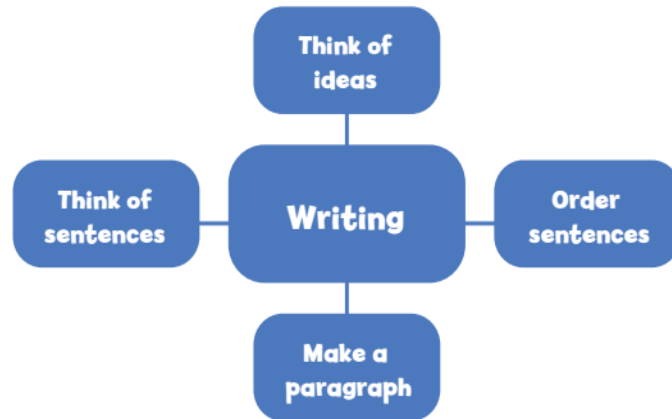 Think of
ideas
Think of
sentences
Writing
Order
sentences
Make a
paragraph